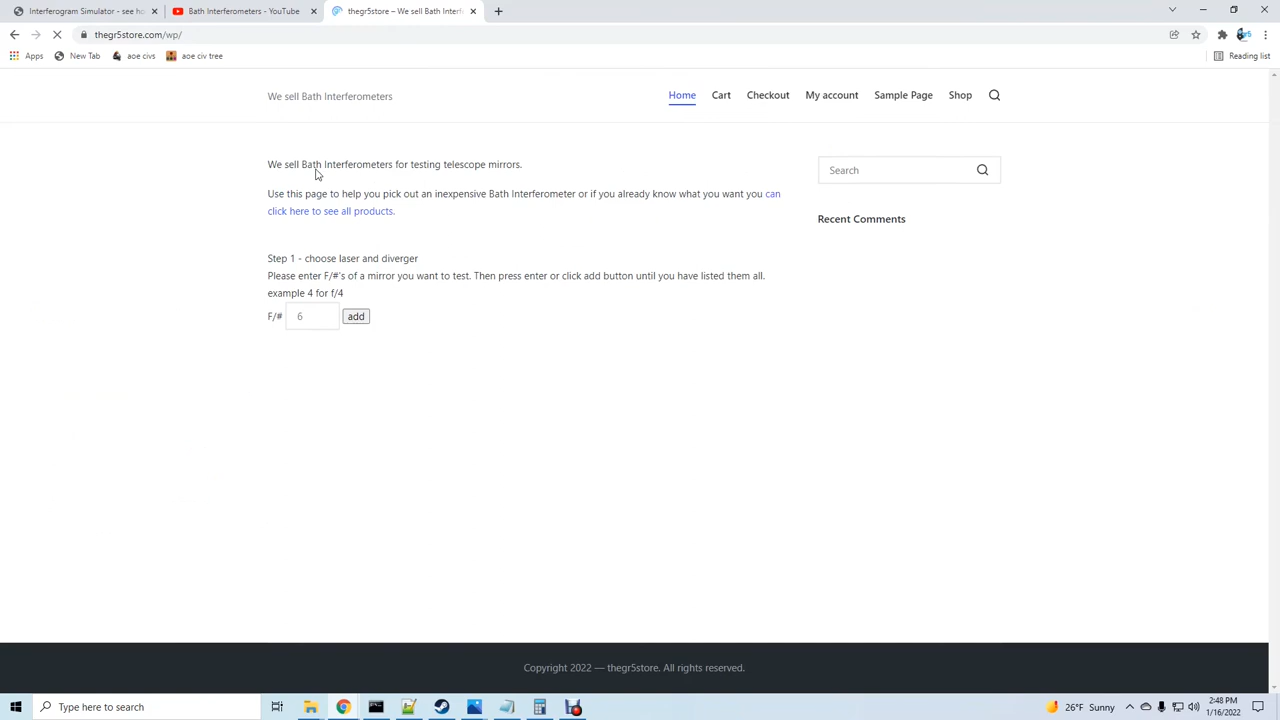 Interferogram Simulator - see ho
Bath Interferometers - YouTube
thegr5store – We sell Bath Interf
thegr5store.com/wp/
Apps
New Tab
aoe civs
aoe civ tree
Reading list
We sell Bath Interferometers
Home
Cart
Checkout
My account
Sample Page
Shop
We sell Bath Interferometers for testing telescope mirrors.
Use this page to help you pick out an inexpensive Bath Interferometer or if you already know what you want you can
click here to see all products.
Search
Recent Comments
Step 1 - choose laser and diverger
Please enter F/#'s of a mirror you want to test. Then press enter or click add button until you have listed them all.
example 4 for f/4
F/# 6 add
Copyright 2022 — thegr5store. All rights reserved.
Type here to search
26°F Sunny
2:48 PM
1/16/2022